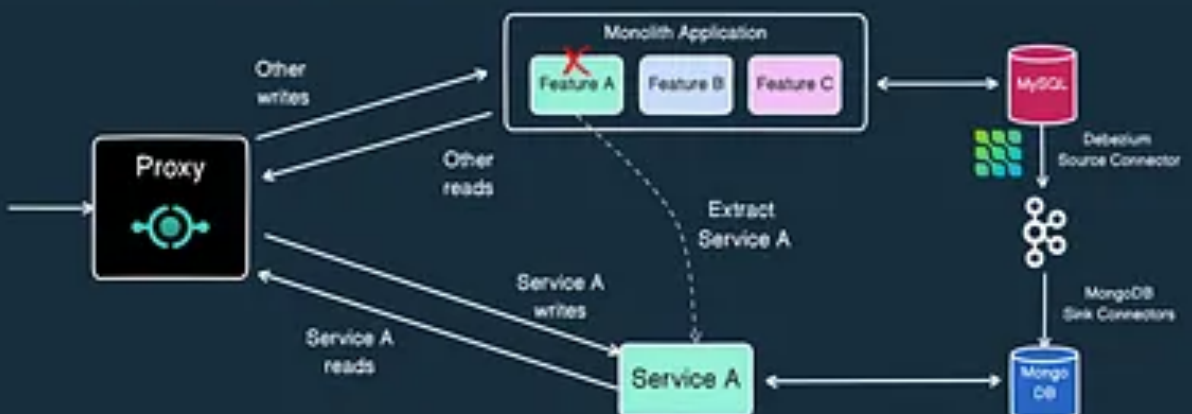 Monolith Application
Feature A
Feature B
Feature C
Other
writes
MySQL
Debezium
Source Connector
Proxy
Other
reads
Extract
Service A
Service A
writes
MongoDB
Sink Connectors
Service A
reads
Service A
Mongo
DB